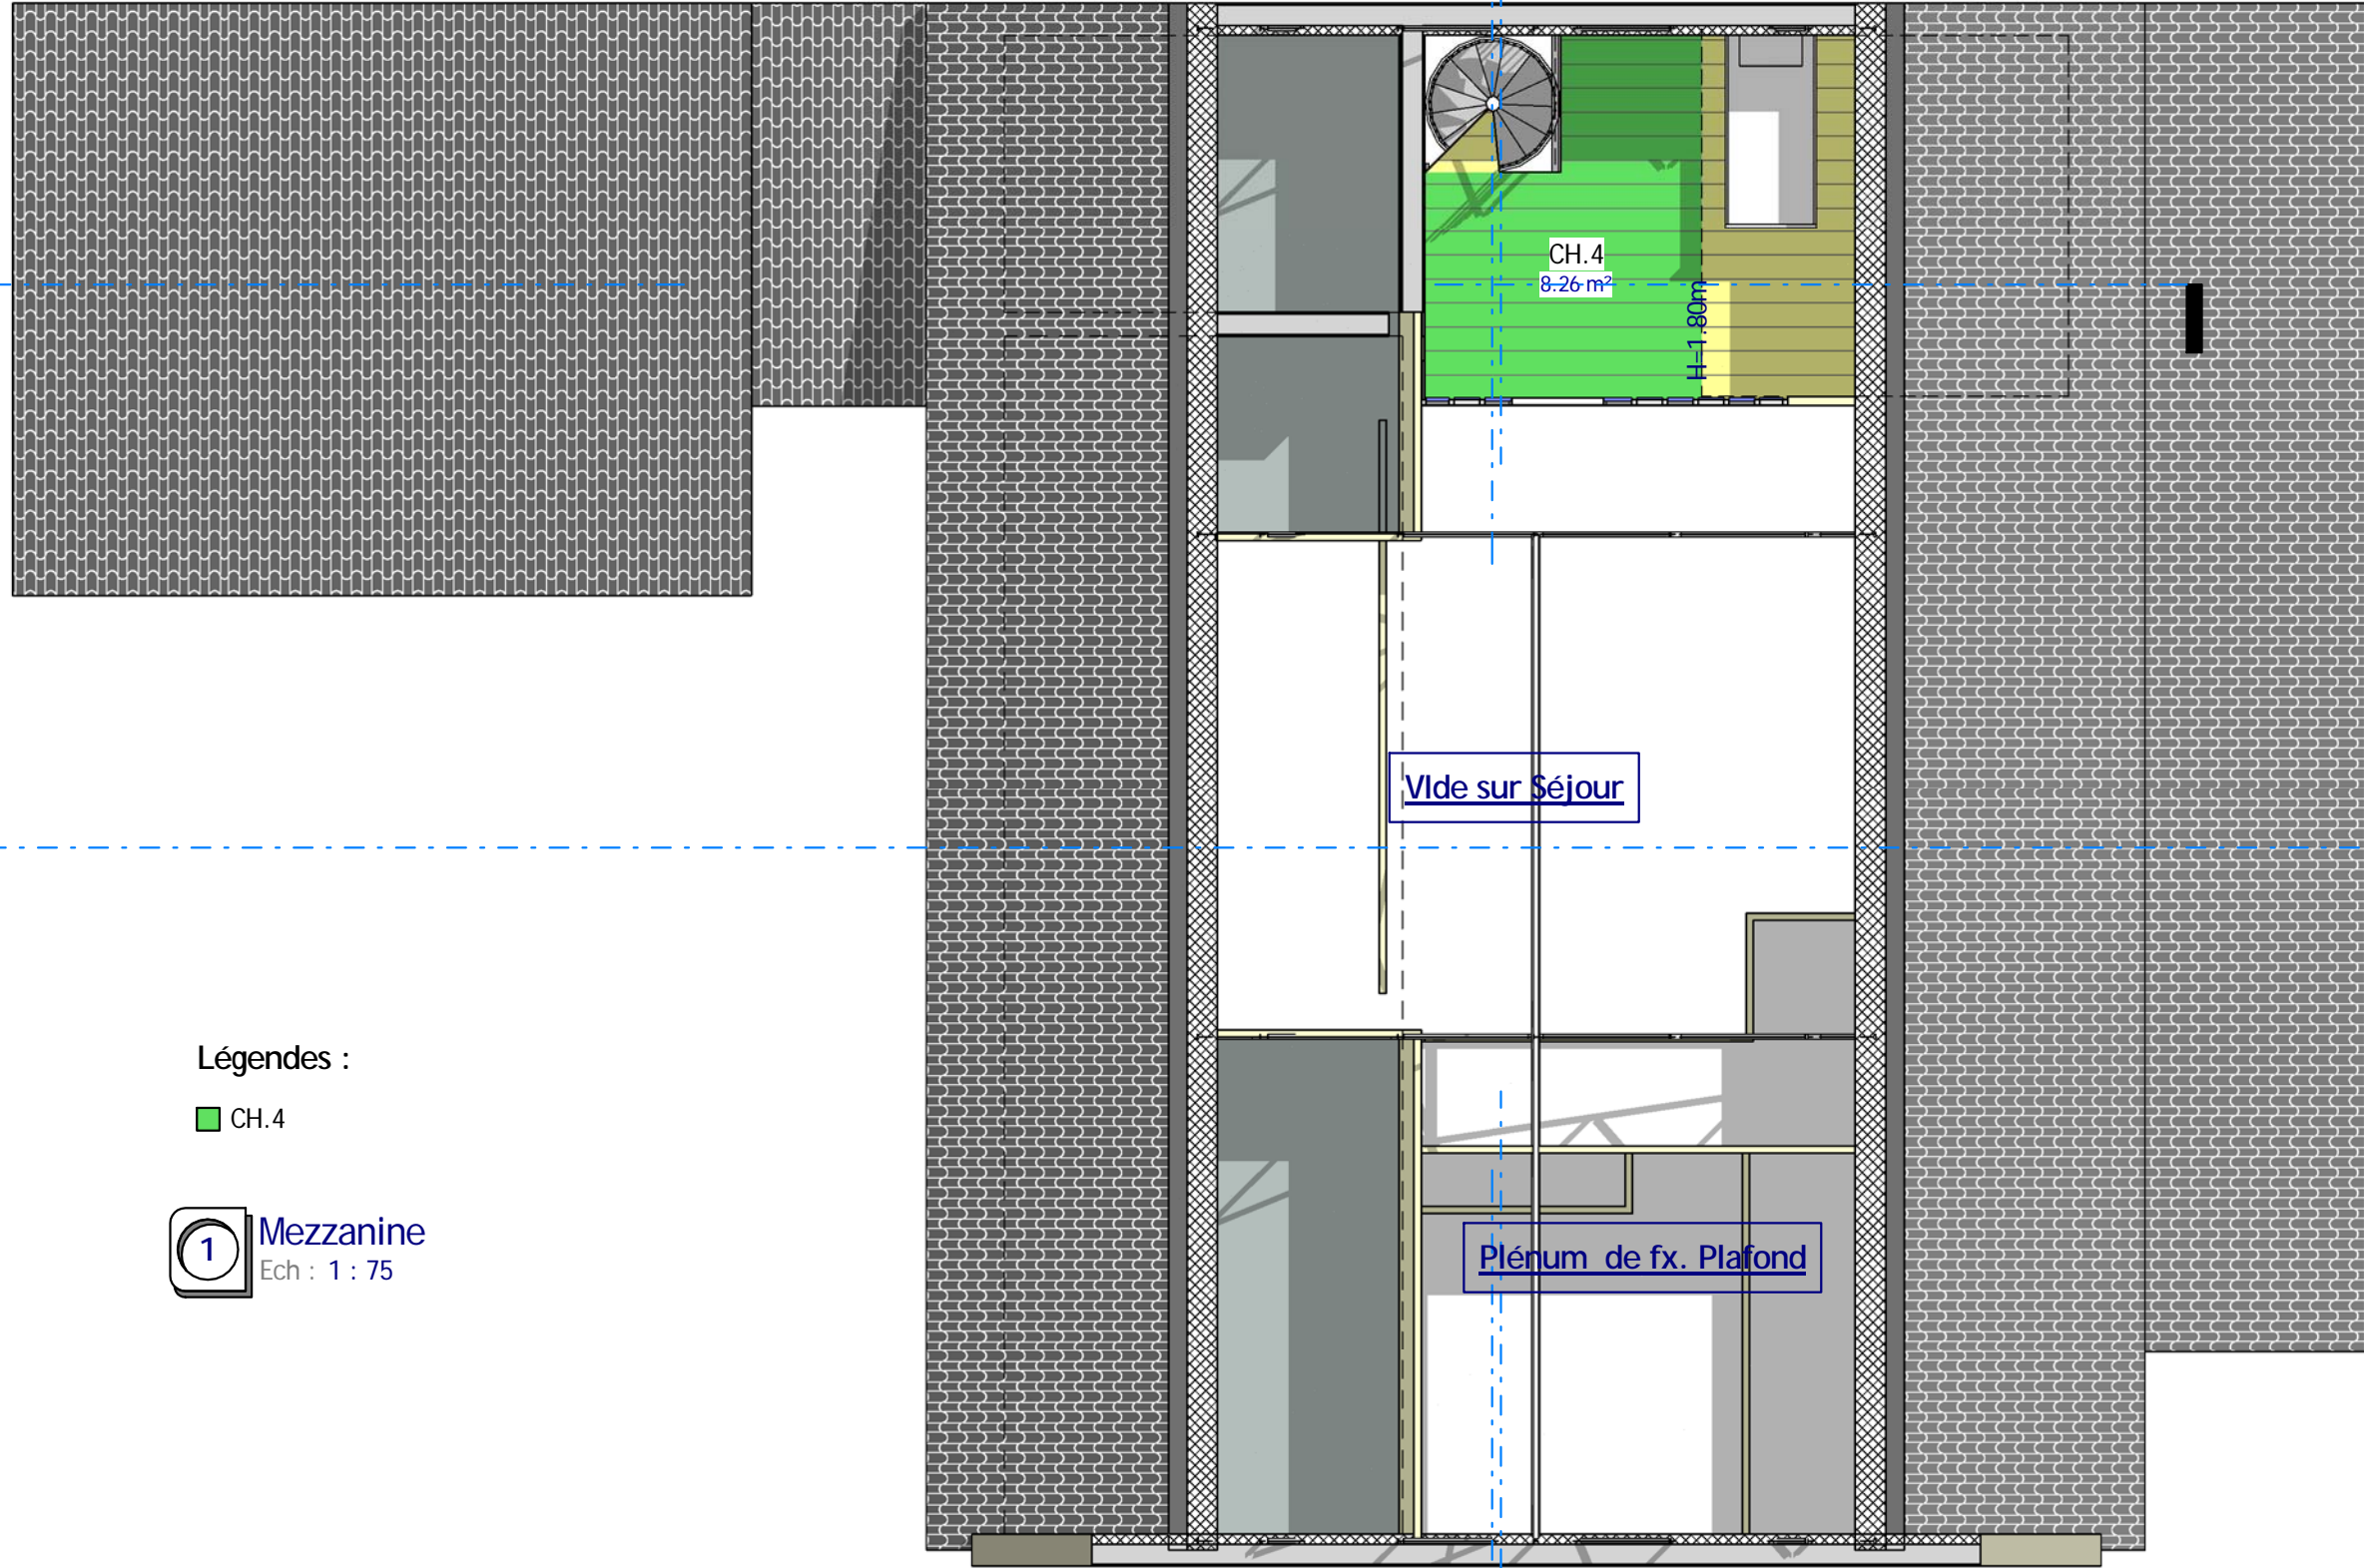 CH.4
8.26 m²
H=1.80m
VIde sur Séjour
Légendes :
CH.4
1
Mezzanine
Ech : 1 : 75
Plénum de fx. Plafond